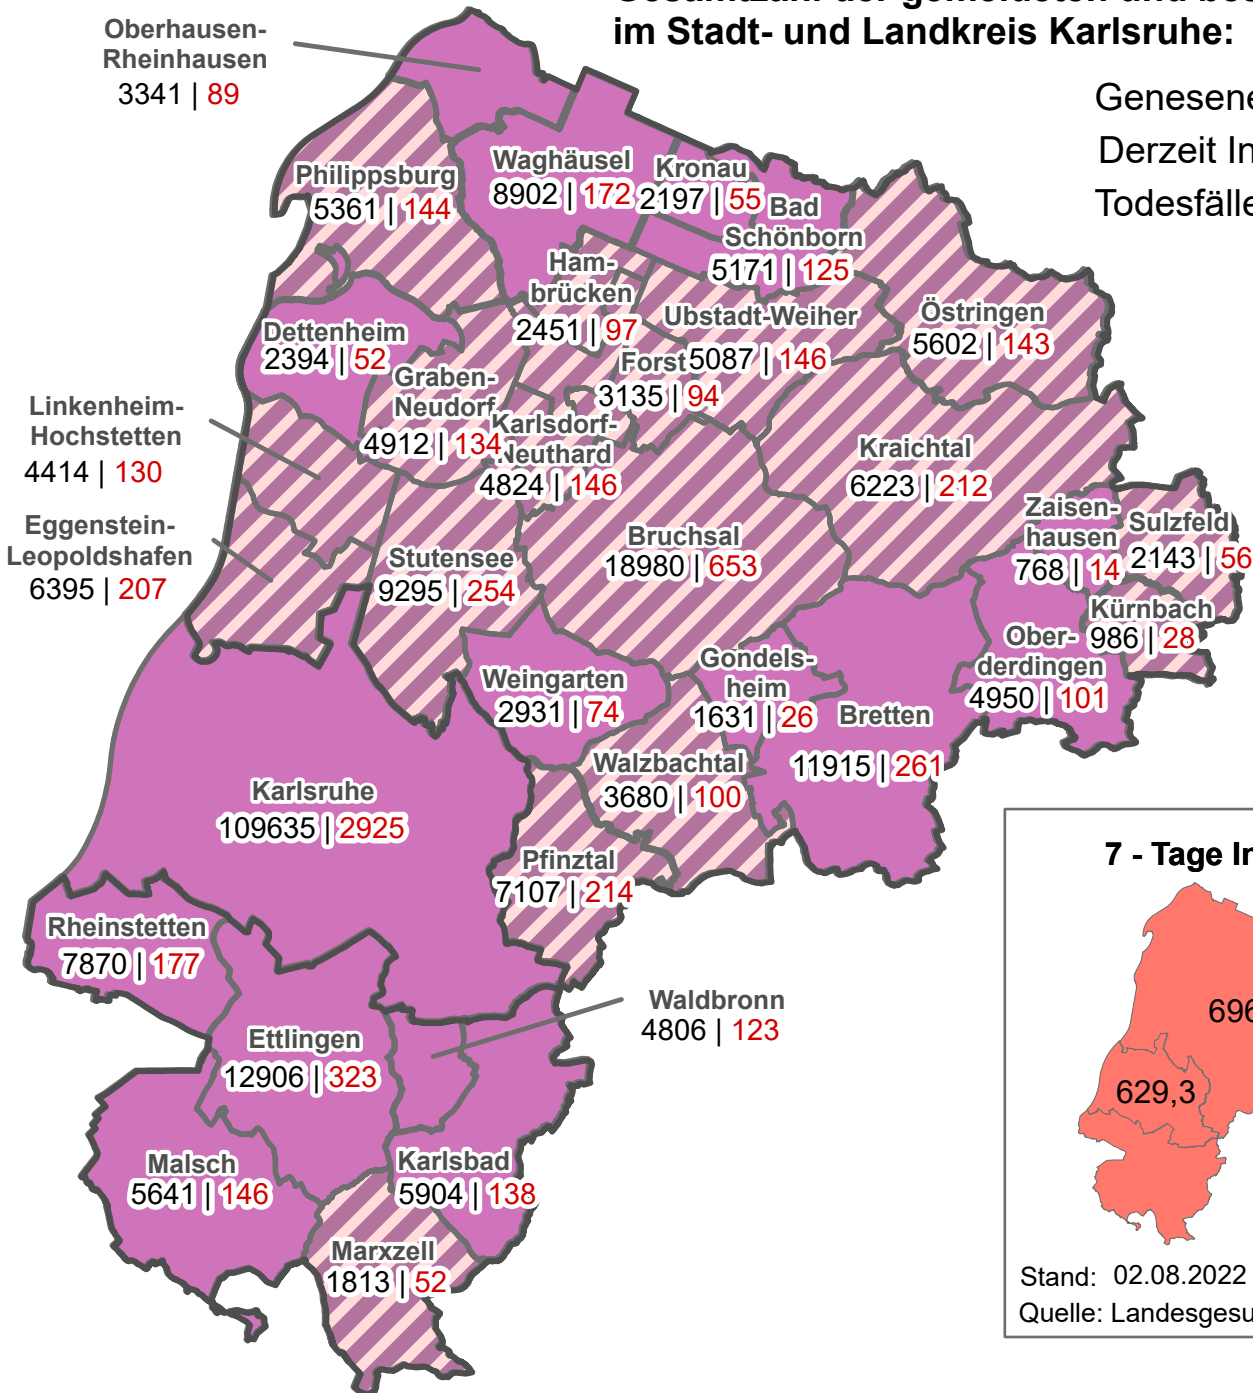 im Stadt- und Landkreis Karlsruhe:
Oberhausen-
Rheinhausen
3341 | 89
Derzeit
Philippsburg
5361 | 144
Waghäusel
8902 | 172
Kronau
2197 | 55
Bad
Schönborn
5171 | 125
Ham-
brücken
2451 | 97
Ubstadt-Weiher
5087 | 146
Östringen
5602 | 143
Dettenheim
2394 | 52
Forst
3135 | 94
Graben-
Neudorf
4912 | 134
Linkenheim-
Hochstetten
4414 | 130
Karlsdorf-
Neuthard
4824 | 146
Kraichtal
6223 | 212
Eggenstein-
Leopoldshafen
6395 | 207
Stutensee
9295 | 254
Bruchsal
18980 | 653
Zaisen-
hausen
768 | 14
Sulzfeld
2143 | 56
Kürnbach
986 | 28
Ober-
derdingen
4950 | 101
Weingarten
2931 | 74
Gondels-
heim
1631 | 26
Bretten
11915 | 261
Walzbachtal
3680 | 100
Karlsruhe
109635 | 2925
Pfinztal
7107 | 214
Rheinstetten
7870 | 177
Waldbronn
4806 | 123
Ettlingen
12906 | 323
Malsch
5641 | 146
Karlsbad
5904 | 138
Marxzell
1813 | 52
7 - Tage
696
629,3
Stand: 02.08.2022
Quelle: